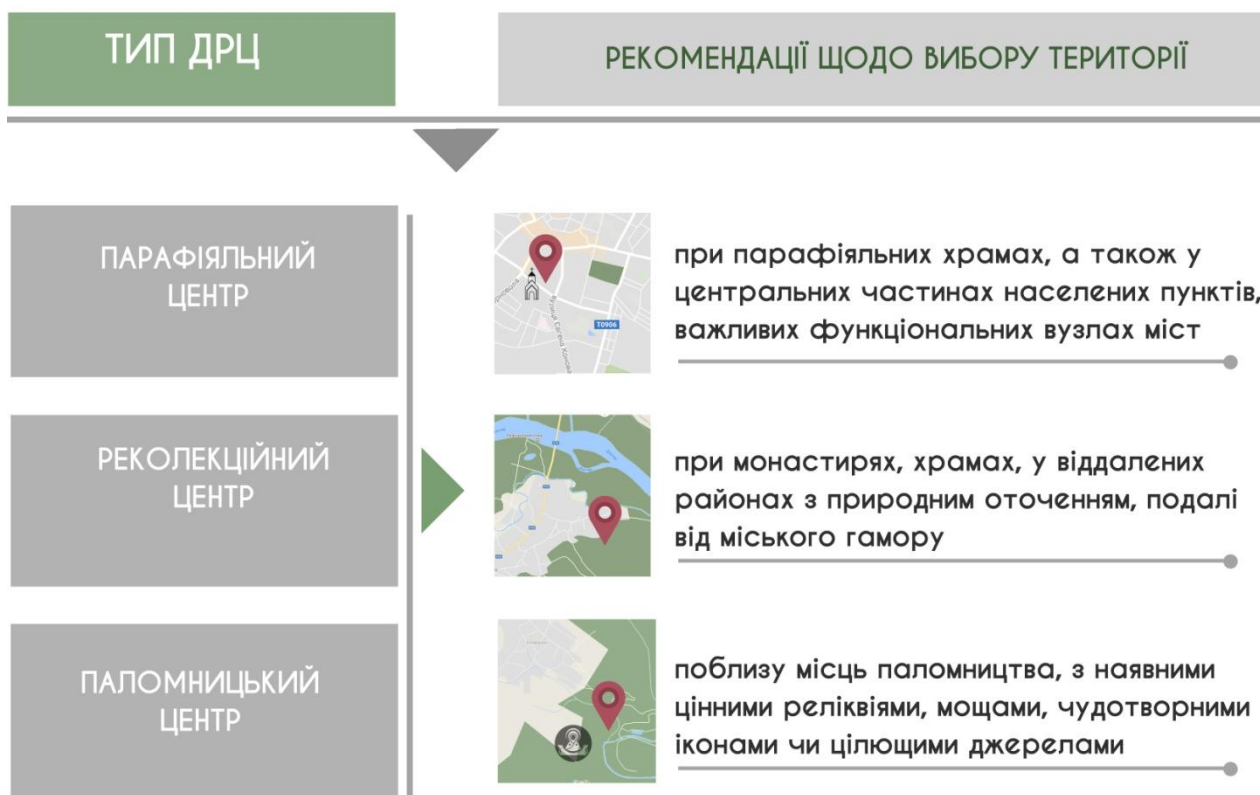 ТИП ДРЦ
РЕКОМЕНДАЦІЇ ЩОДО ВИБОРУ ТЕРИТОРІЇ
ПАРАФІЯЛЬНИЙ
ЦЕНТР
T0906
при парафіяльних храмах, а також у
центральних частинах населених пунктів,
важливих функціональних вузлах міст
РЕКОЛЕКЦІЙНИЙ
ЦЕНТР
при монастирях, храмах, у віддалених
районах з природним оточенням, подалі
від міського гамору
ПАЛОМНИЦЬКИЙ
ЦЕНТР
поблизу місць паломництва, з наявними
цінними реліквіями, мощами, чудотворними
іконами чи цілющими джерелами